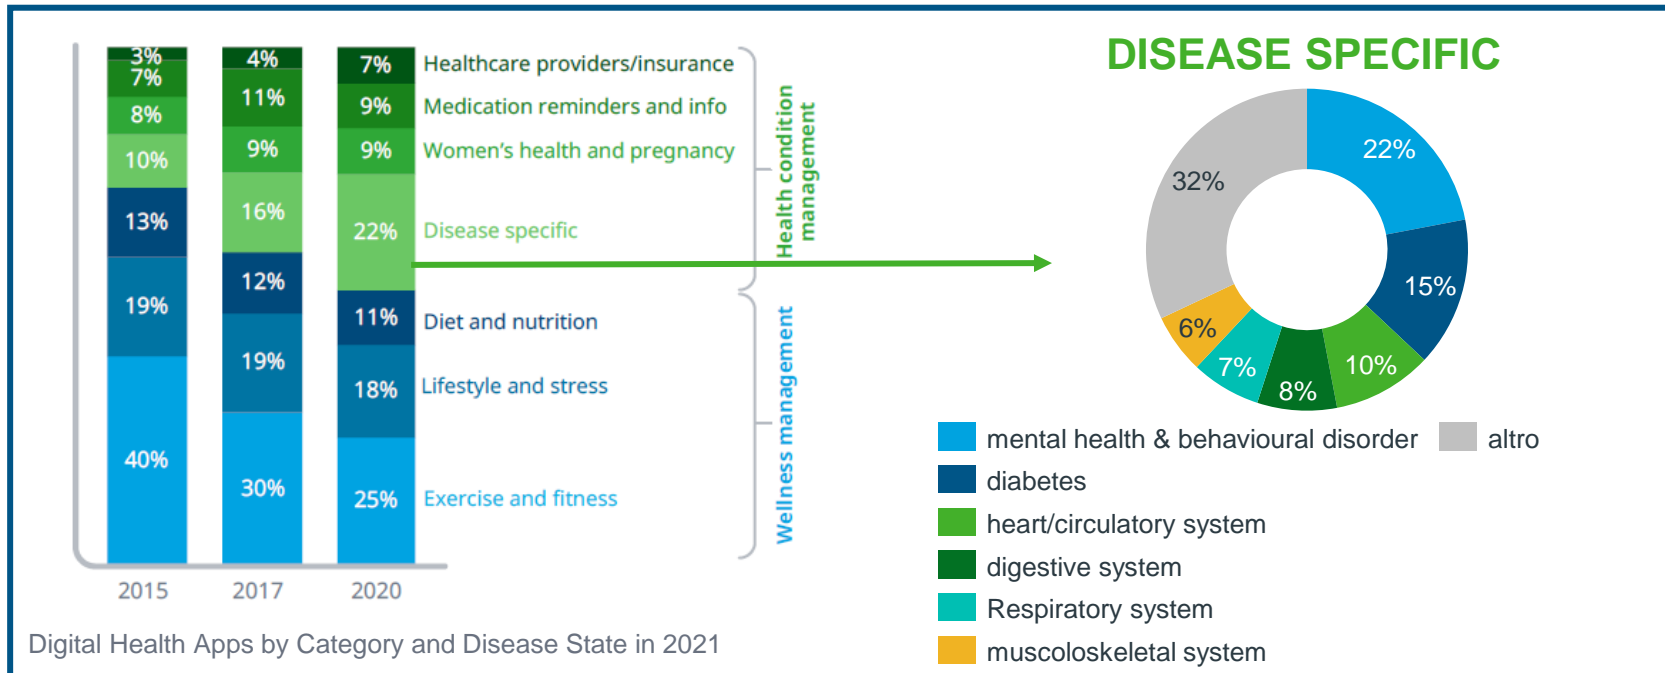 3%
7%
8%
10%
13%
19%
40%
2015
4%
11%
9%
16%
12%
19%
30%
2017
7%
9%
9%
22%
11%
18%
25%
2020
Healthcare providers/insurance
Medication reminders and info
Women's health and pregnancy
Disease specific
Diet and nutrition
Lifestyle and stress
Exercise and fitness
Health condition
management
Wellness management
Digital Health Apps by Category and Disease State in 2021
DISEASE SPECIFIC
22%
15%
10%
8%
7%
6%
32%
mental health & behavioural disorder
altro
diabetes
heart/circulatory system
digestive system
Respiratory system
muscoloskeletal system